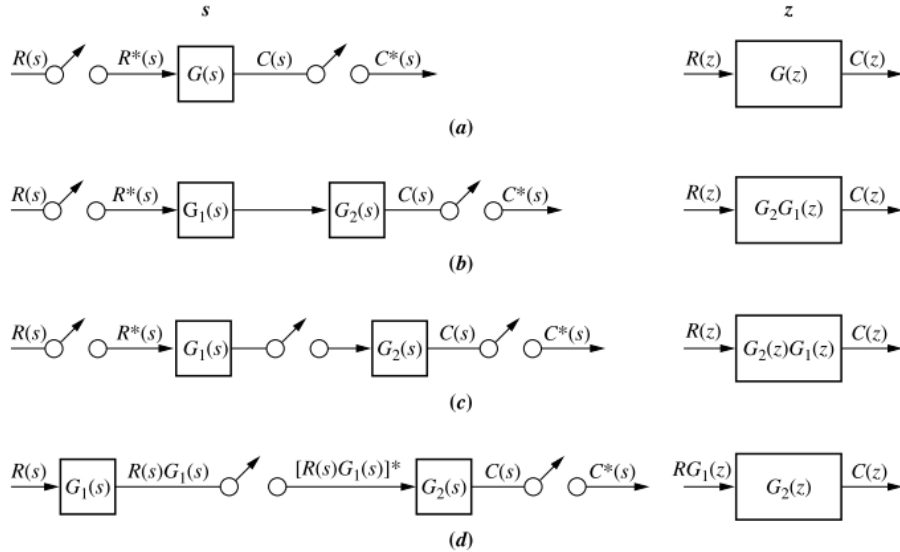 s z
R(s) R*(s) G(s) C(s) C*(s) R(z) G(z) C(z)
(a)
R(s) R*(s) G₁(s) G₂(s) C(s) C*(s) R(z) G₂G₁(z) C(z)
(b)
R(s) R*(s) G₁(s) G₂(s) C(s) C*(s) R(z) G₂(z)G₁(z) C(z)
(c)
R(s) G₁(s) R(s)G₁(s) [R(s)G₁(s)]* G₂(s) C(s) C*(s) RG₁(z) G₂(z) C(z)
(d)